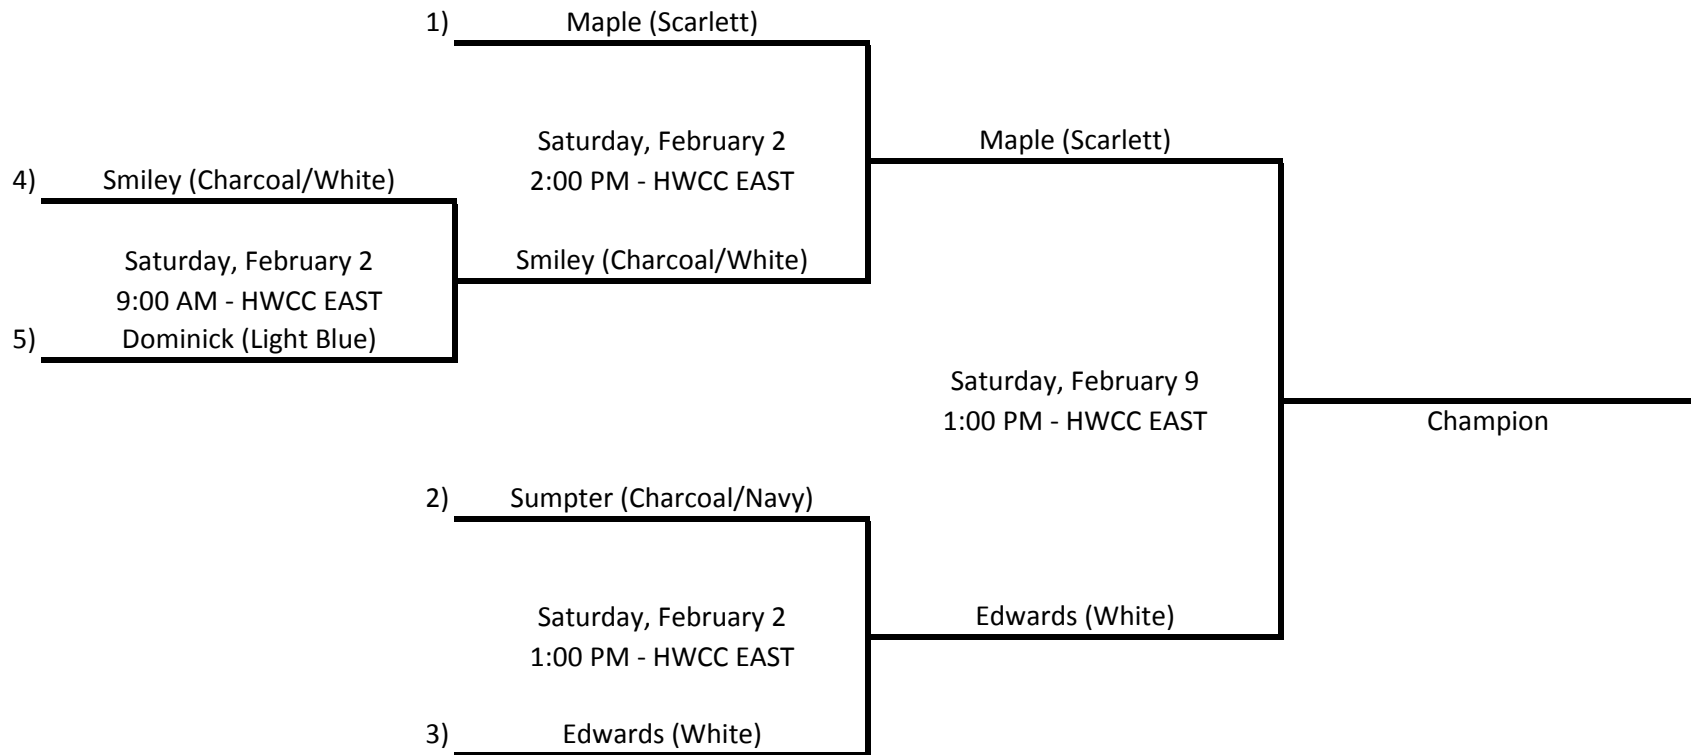 1) Maple (Scarlett)
Saturday, February 2
2:00 PM - HWCC EAST
Maple (Scarlett)
4) Smiley (Charcoal/White)
Saturday, February 2
9:00 AM - HWCC EAST
Smiley (Charcoal/White)
5) Dominick (Light Blue)
Saturday, February 9
1:00 PM - HWCC EAST
Champion
2) Sumpter (Charcoal/Navy)
Saturday, February 2
1:00 PM - HWCC EAST
Edwards (White)
3) Edwards (White)